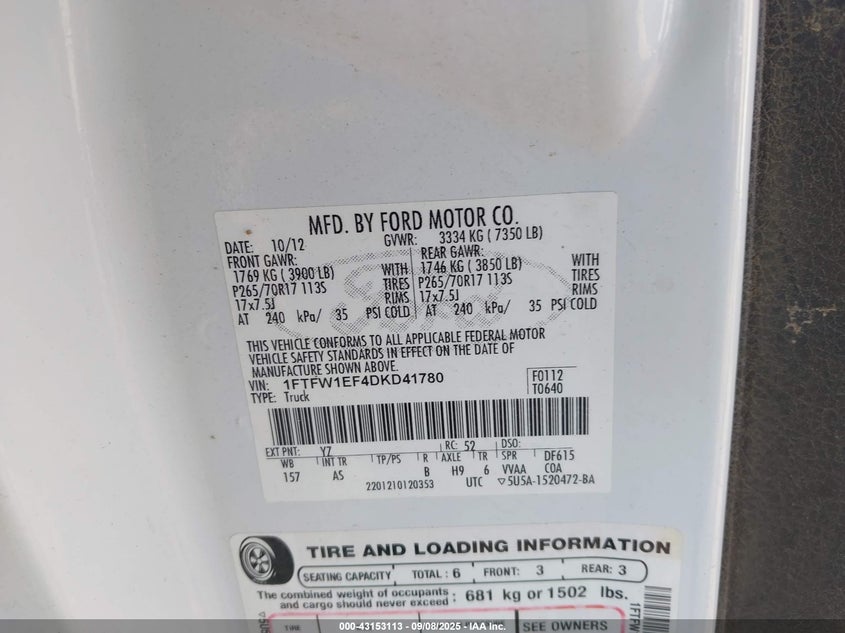 MFD. BY FORD MOTOR CO.
DATE: 10/12 GVWR: 3334 KG ( 7350 LB)
FRONT GAWR: REAR GAWR:
1769 KG ( 3900 LB) WITH 1746 KG ( 3850 LB) WITH
P265/70R17 113S TIRES P265/70R17 113S TIRES
17x7.5J RIMS 17x7.5J RIMS
AT 240 kPa/ 35 PSI COLD AT 240 kPa/ 35 PSI COLD
THIS VEHICLE CONFORMS TO ALL APPLICABLE FEDERAL MOTOR
VEHICLE SAFETY STANDARDS IN EFFECT ON THE DATE OF
MANUFACTURE SHOWN ABOVE.
VIN: 1FTFW1EF4DKD41780 F0112
TYPE: Truck T0640
EXT PNT: YZ RC: 52 DSO:
WB INT TR TP/PS R AXLE TR SPR DF615
157 AS B H9 6 VVAA COA
2201210120353 UTC ▽5U5A-1520472-BA
TIRE AND LOADING INFORMATION
SEATING CAPACITY TOTAL: 6 FRONT: 3 REAR: 3
The combined weight of occupants and cargo should never exceed: 681 kg or 1502 lbs.
TIRE SEE OWNERS
1FTFW
000-43153113 - 09/08/2025 - IAA Inc.